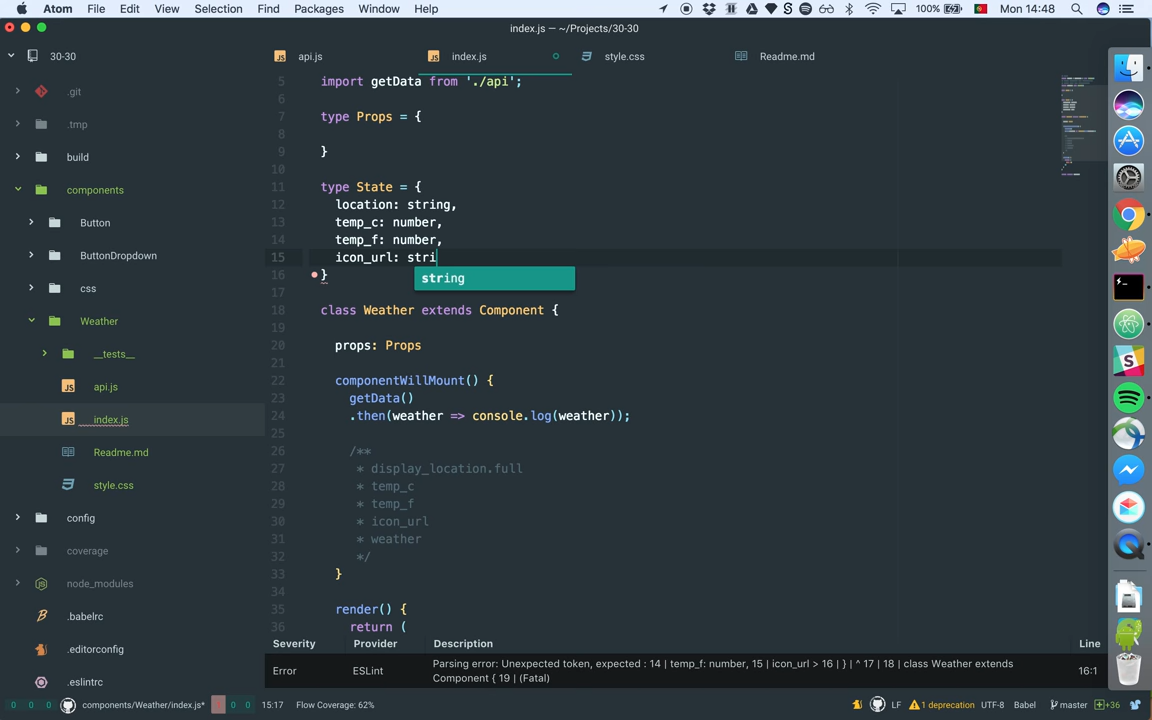 Atom File Edit View Selection Find Packages Window Help 100% Mon 14:48
index.js — ~/Projects/30-30
30-30
api.js index.js style.css Readme.md
.git
.tmp
build
components
Button
ButtonDropdown
css
Weather
__tests__
api.js
index.js
Readme.md
style.css
config
coverage
node_modules
.babelrc
.editorconfig
.eslintrc
5 import getData from './api';
6
7 type Props = {
8
9 }
10
11 type State = {
12 location: string,
13 temp_c: number,
14 temp_f: number,
15 icon_url: stri
string
16 }
17
18 class Weather extends Component {
19
20 props: Props
21
22 componentWillMount() {
23 getData()
24 .then(weather => console.log(weather));
25
26 /**
27 * display_location.full
28 * temp_c
29 * temp_f
30 * icon_url
31 * weather
32 */
33 }
34
35 render() {
36 return (
Severity Provider Description Line
Error ESLint Parsing error: Unexpected token, expected : 14 | temp_f: number, 15 | icon_url > 16 | } | ^ 17 | 18 | class Weather extends
Component { 19 | (Fatal) 16:1
0 0 0 components/Weather/index.js* 0 0 15:17 Flow Coverage: 62% LF 1 deprecation UTF-8 Babel master +36